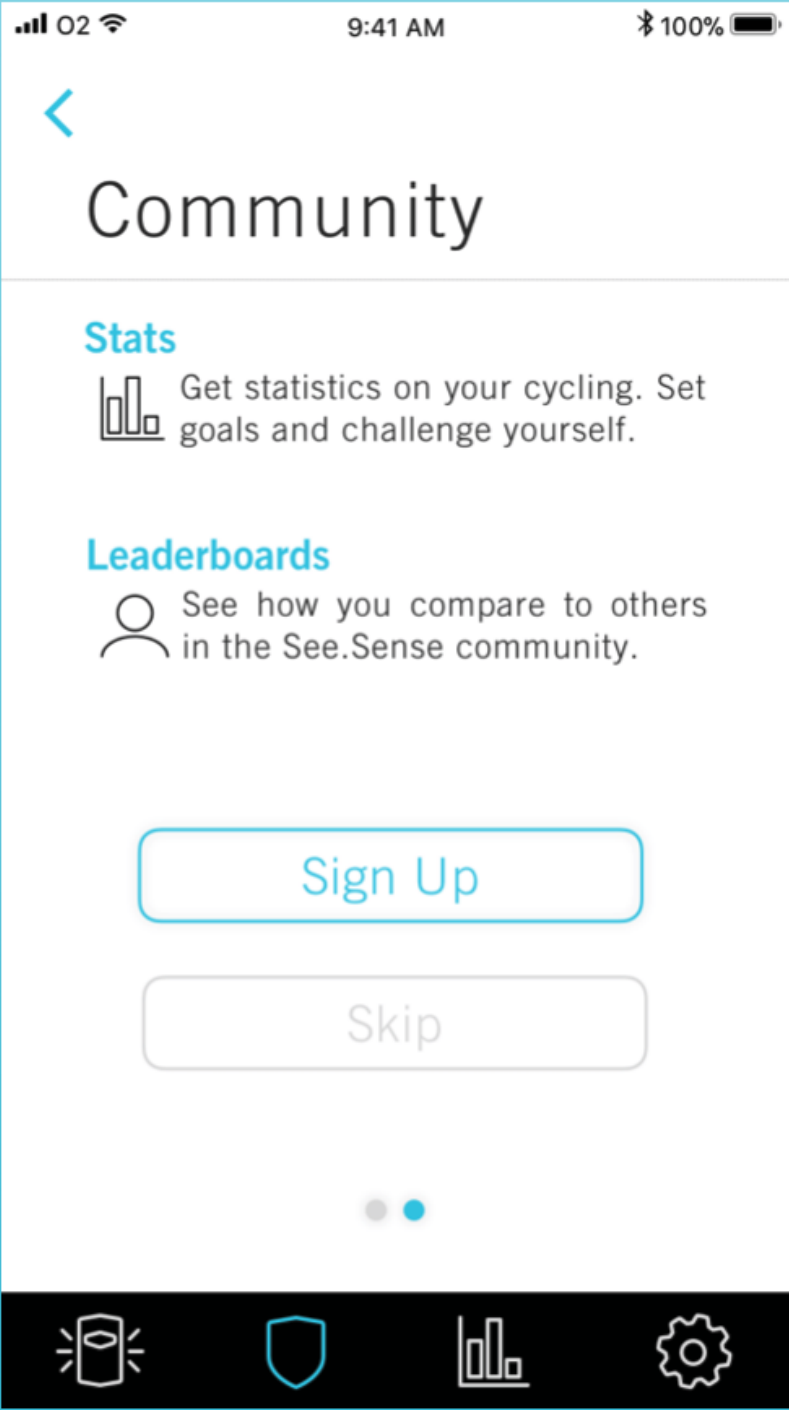 O2 9:41 AM 100%
Community
Stats
Get statistics on your cycling. Set
goals and challenge yourself.
Leaderboards
See how you compare to others
in the See.Sense community.
Sign Up
Skip